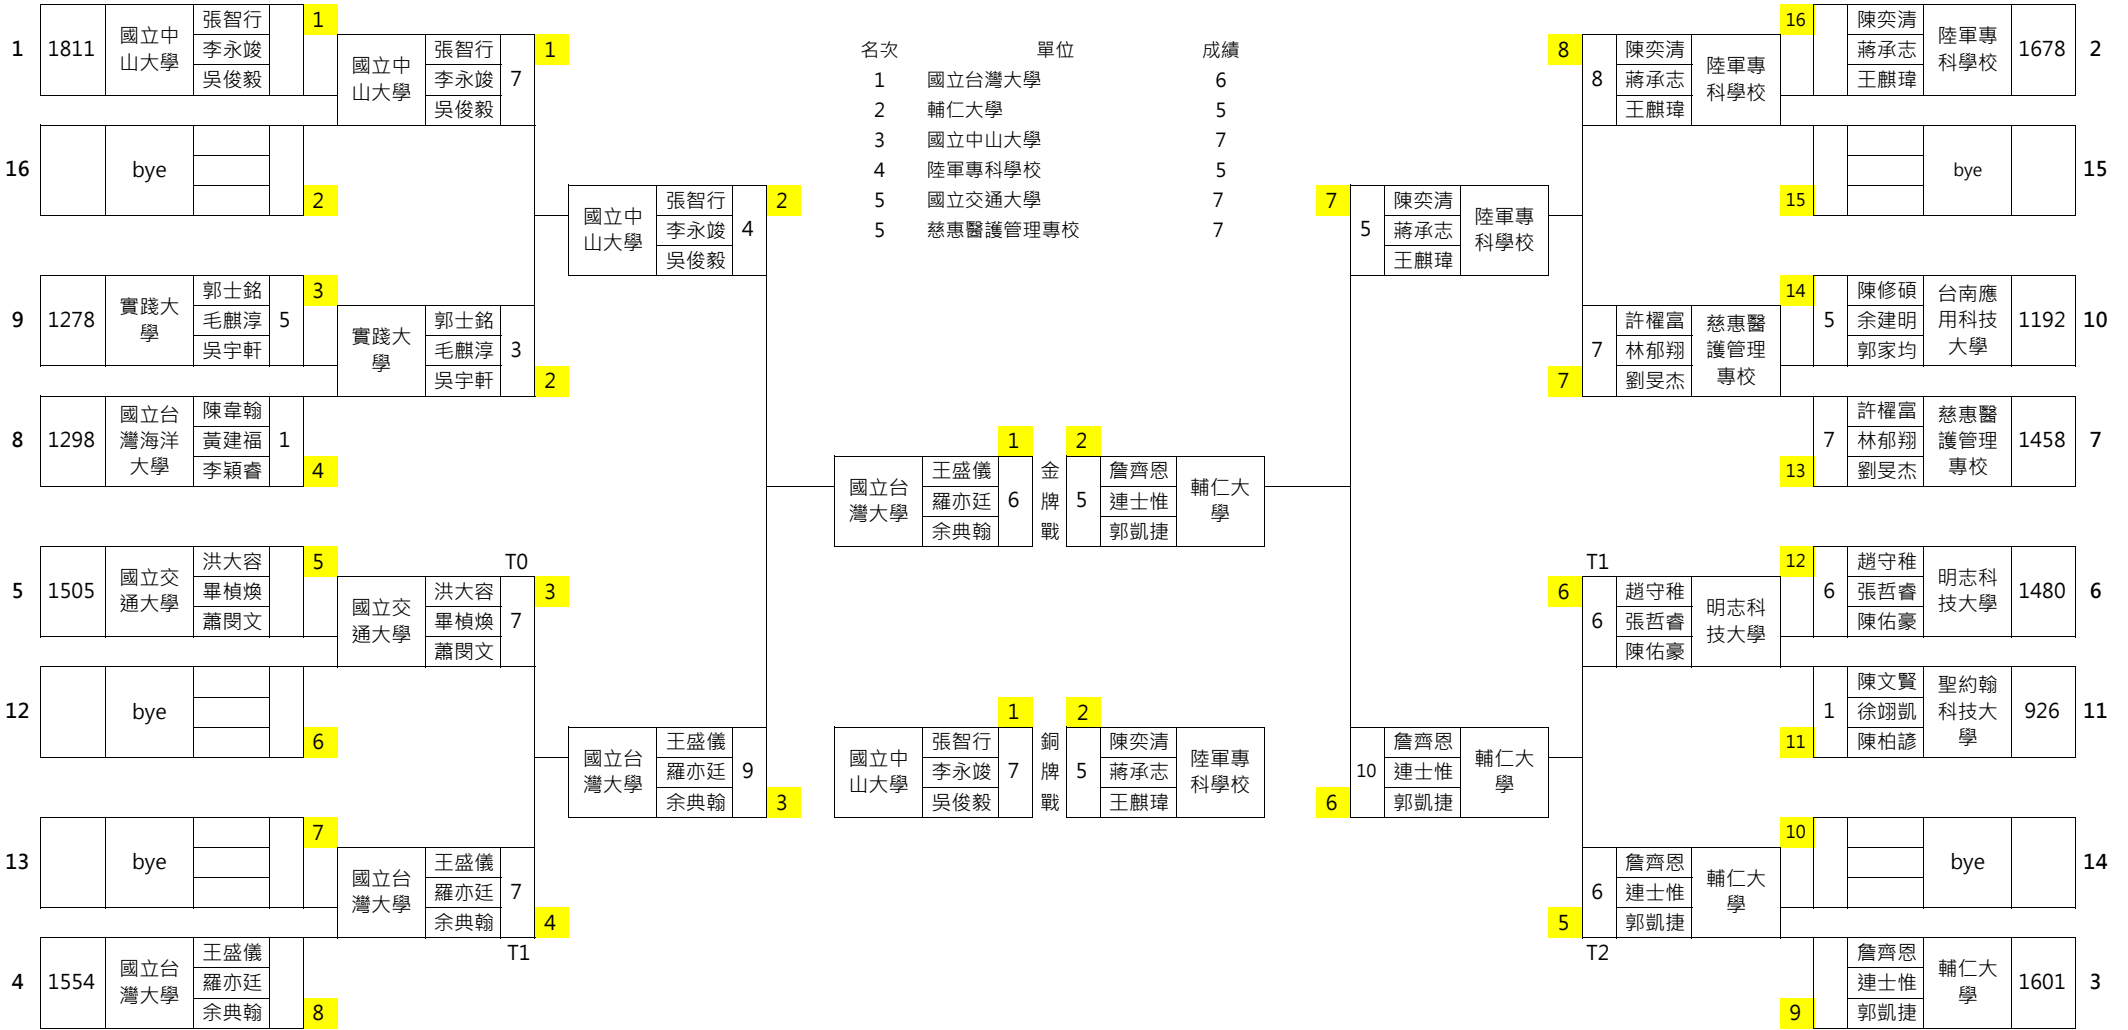 名次 單位 成績
1 國立台灣大學 6
2 輔仁大學 5
3 國立中山大學 7
4 陸軍專科學校 5
5 國立交通大學 7
5 慈惠醫護管理專校 7
1 1811
國立中
山大學
張智行
李永竣
吳俊毅
1
16
bye
2
9 1278
實踐大
學
郭士銘
毛麒淳
吳宇軒
5
3
8 1298
國立台
灣海洋
大學
陳韋翰
黃建福
李穎睿
1
4
5 1505
國立交
通大學
洪大容
畢楨煥
蕭閔文
5
12
bye
6
13
bye
7
4 1554
國立台
灣大學
王盛儀
羅亦廷
余典翰
8
國立中
山大學
張智行
李永竣
吳俊毅
7
1
實踐大
學
郭士銘
毛麒淳
吳宇軒
3
2
T0
國立交
通大學
洪大容
畢楨煥
蕭閔文
7
3
國立台
灣大學
王盛儀
羅亦廷
余典翰
7
4
T1
國立中
山大學
張智行
李永竣
吳俊毅
4
2
國立台
灣大學
王盛儀
羅亦廷
余典翰
9
3
1
國立台
灣大學
王盛儀
羅亦廷
余典翰
6
金
牌
戰
2
5
詹齊恩
連士惟
郭凱捷
輔仁大
學
1
國立中
山大學
張智行
李永竣
吳俊毅
7
銅
牌
戰
2
5
陳奕清
蔣承志
王麒瑋
陸軍專
科學校
7
5
陳奕清
蔣承志
王麒瑋
陸軍專
科學校
10
詹齊恩
連士惟
郭凱捷
輔仁大
學
6
8
8
陳奕清
蔣承志
王麒瑋
陸軍專
科學校
7
許櫂富
林郁翔
劉旻杰
慈惠醫
護管理
專校
7
T1
6
6
趙守稚
張哲睿
陳佑豪
明志科
技大學
6
詹齊恩
連士惟
郭凱捷
輔仁大
學
5
T2
16
陳奕清
蔣承志
王麒瑋
陸軍專
科學校
1678 2
bye
15
15
14
5
陳修碩
余建明
郭家均
台南應
用科技
大學
1192 10
7
許櫂富
林郁翔
劉旻杰
慈惠醫
護管理
專校
1458 7
13
12
6
趙守稚
張哲睿
陳佑豪
明志科
技大學
1480 6
1
陳文賢
徐翊凱
陳柏諺
聖約翰
科技大
學
926 11
11
10
bye
14
詹齊恩
連士惟
郭凱捷
輔仁大
學
1601 3
9